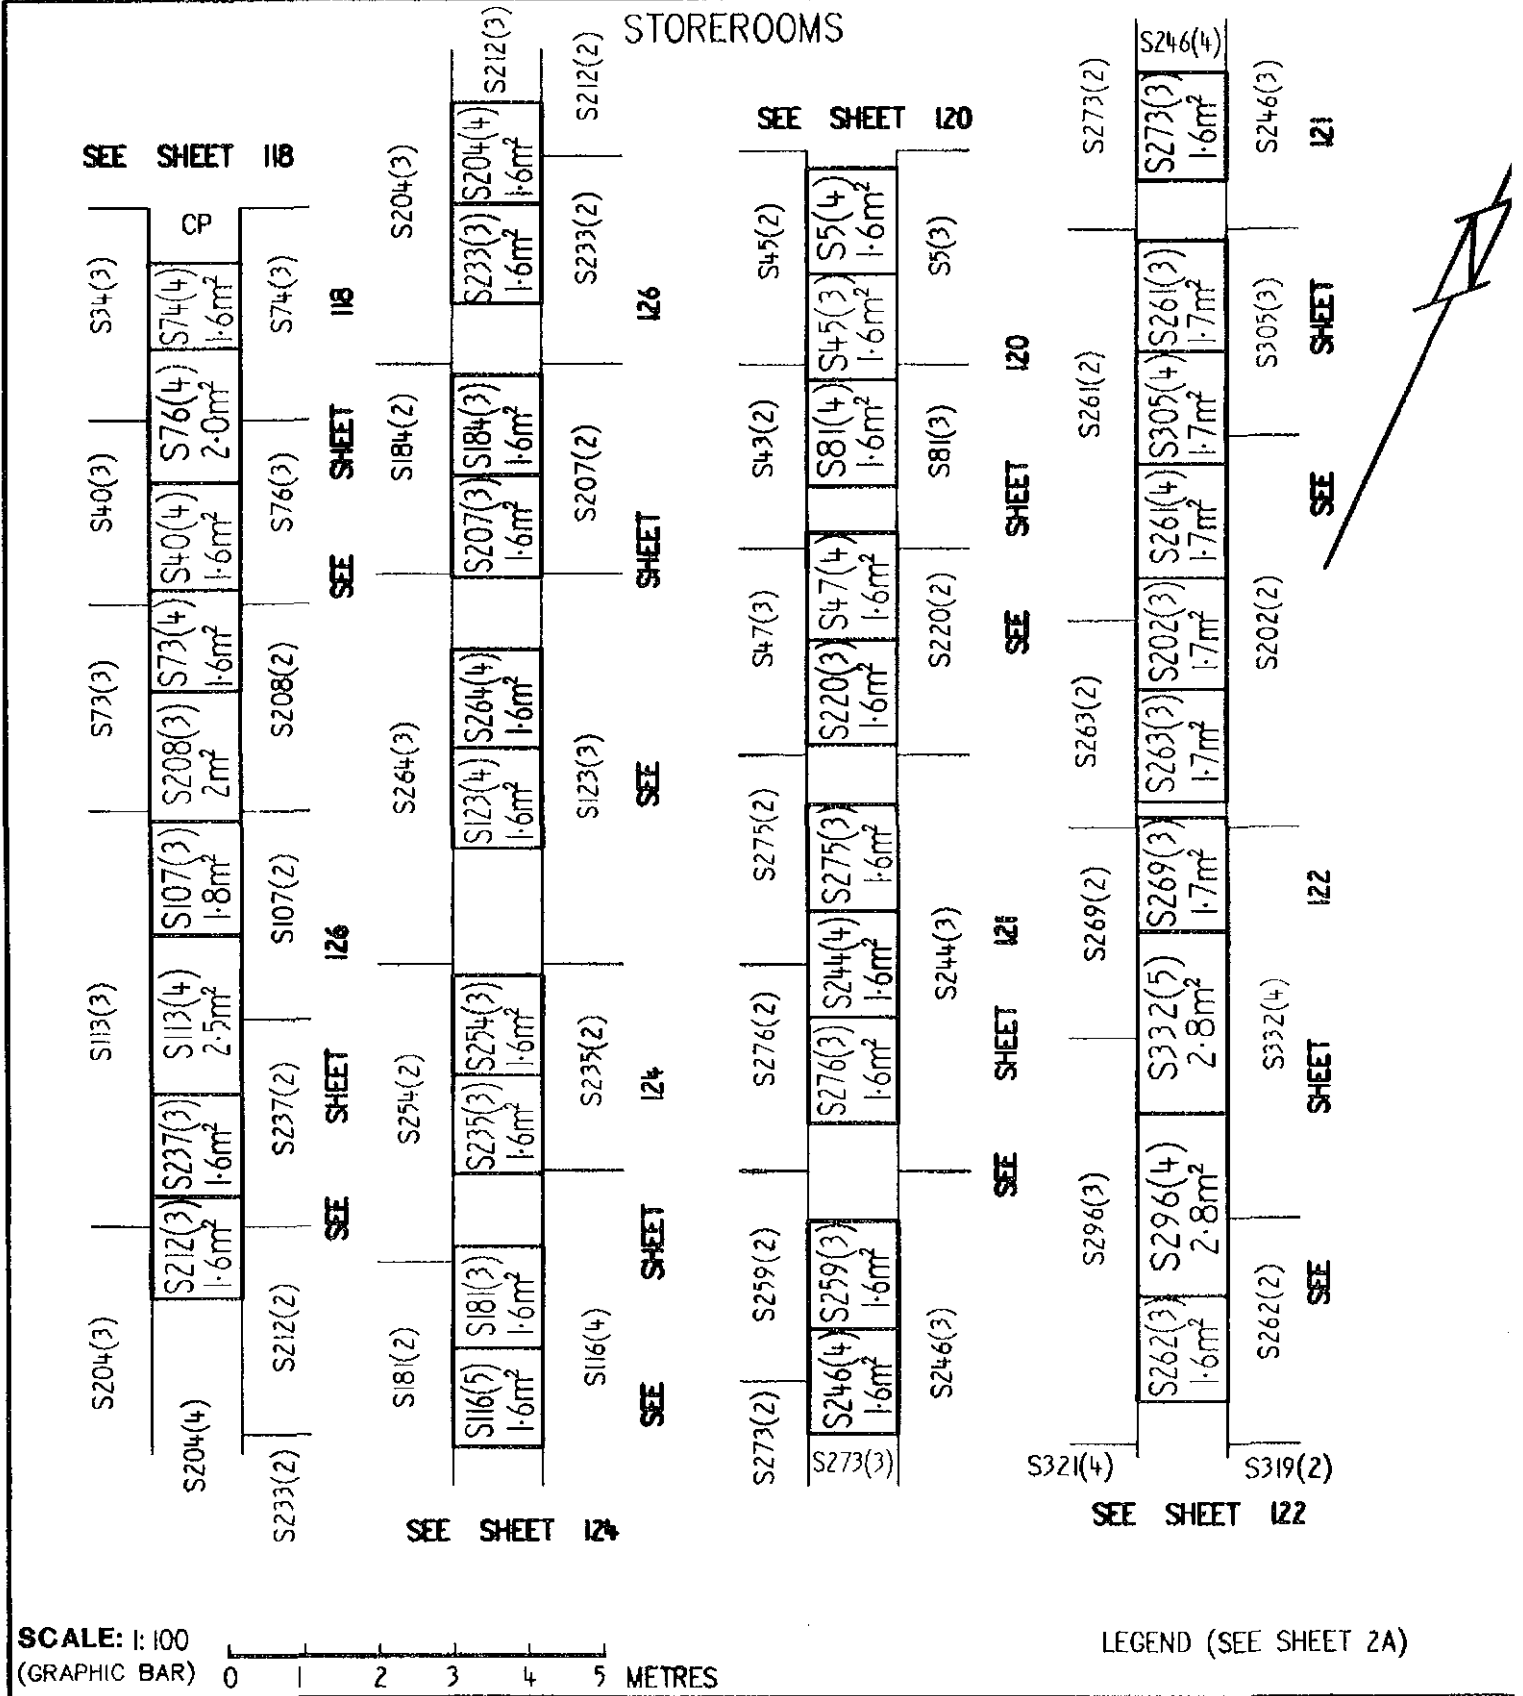 STOREROOMS
SEE SHEET 118
CP
S34(3)
S74(4)
1·6m²
S74(3)
118
S76(4)
2·0m²
S40(3)
S76(3)
SHEET
S40(4)
1·6m²
SEE
S73(4)
1·6m²
S73(3)
S208(2)
S208(3)
2m²
S107(3)
1·8m²
S107(2)
126
S113(3)
S113(4)
2·5m²
S237(2)
SHEET
S237(3)
1·6m²
SEE
S212(3)
1·6m²
S204(3)
S212(2)
S204(4)
S233(2)
S212(3)
S212(2)
S204(3)
S204(4)
1·6m²
S233(3)
1·6m²
S233(2)
126
S184(2)
S184(3)
1·6m²
S207(2)
S207(3)
1·6m²
SHEET
S264(4)
1·6m²
S264(3)
S123(4)
1·6m²
S123(3)
SEE
S254(3)
1·6m²
S254(2)
S235(2)
S235(3)
1·6m²
124
S181(3)
1·6m²
SHEET
S181(2)
S116(5)
1·6m²
S116(4)
SEE
SEE SHEET 124
SEE SHEET 120
S45(2)
S5(4)
1·6m²
S5(3)
S45(3)
1·6m²
120
S43(2)
S81(4)
1·6m²
S81(3)
SHEET
S47(4)
1·6m²
S47(3)
S220(2)
SEE
S220(3)
1·6m²
S275(2)
S275(3)
1·6m²
S244(4)
1·6m²
S244(3)
121
S276(2)
S276(3)
1·6m²
SHEET
SEE
S259(2)
S259(3)
1·6m²
S246(4)
1·6m²
S246(3)
S273(2)
S273(3)
S246(4)
S273(2)
S273(3)
1·6m²
S246(3)
121
S261(3)
1·7m²
S305(3)
SHEET
S261(2)
S305(4)
1·7m²
S261(4)
1·7m²
SEE
S202(3)
1·7m²
S202(2)
S263(2)
S263(3)
1·7m²
S269(3)
1·7m²
S269(2)
122
S332(5)
2·8m²
S332(4)
SHEET
S296(3)
S296(4)
2·8m²
SEE
S262(3)
1·6m²
S262(2)
S321(4)
S319(2)
SEE SHEET 122
N
SCALE: 1:100
(GRAPHIC BAR) 0 1 2 3 4 5 METRES
LEGEND (SEE SHEET 2A)